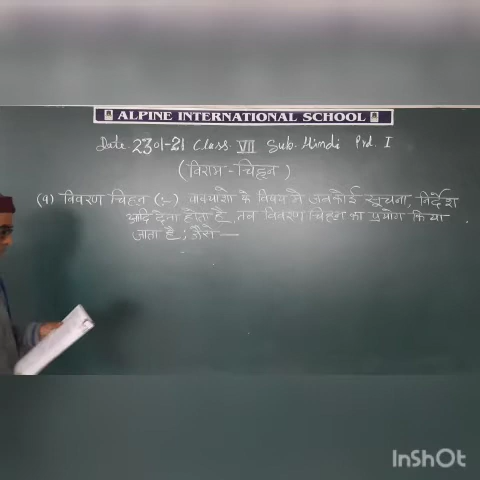 ALPINE INTERNATIONAL SCHOOL
Date 23-01-21 Class VII Sub. Hindi Prd. I
(विराम-चिह्न)
(9) विवरण चिह्न (:-) वाक्यांशो के विषय में जब कोई सूचना, निर्देश
आदि देना होता है, तब विवरण चिह्न का प्रयोग किया
जाता है; जैसे —
InShOt